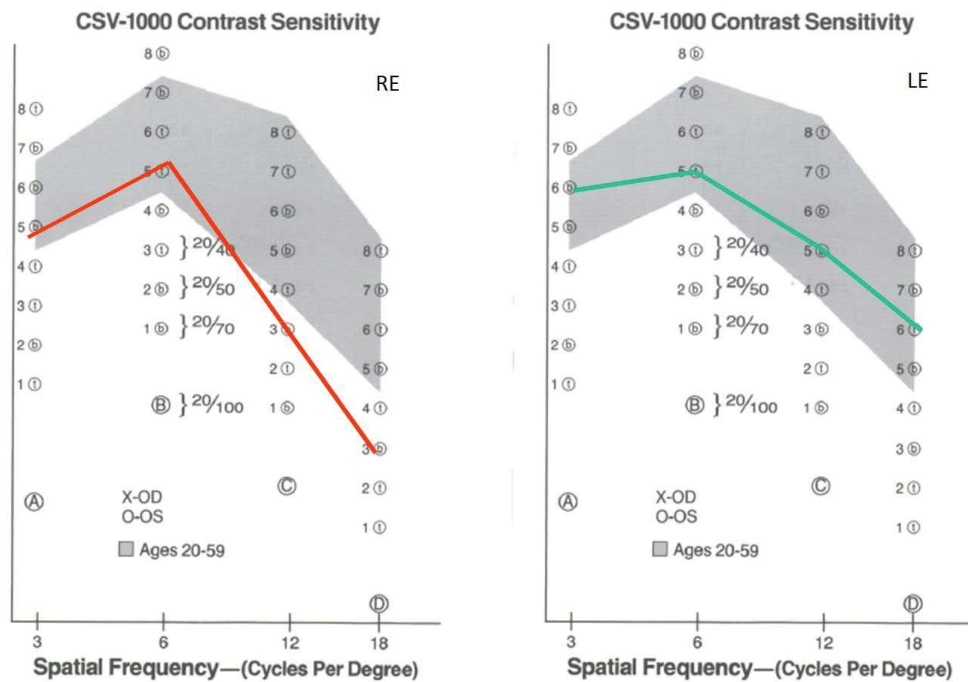 CSV-1000 Contrast Sensitivity
RE
8 b
7 b
6 t
5 t
4 b
3 t } 20/40
2 b } 20/50
1 b } 20/70
B } 20/100
8 t
7 b
6 b
5 b
4 t
3 t
2 b
1 t
A
8 t
7 t
6 b
5 b
4 t
3 b
2 t
1 b
C
8 t
7 b
6 t
5 b
4 t
3 b
2 t
1 t
D
X-OD
O-OS
Ages 20-59
3 6 12 18
Spatial Frequency—(Cycles Per Degree)
CSV-1000 Contrast Sensitivity
LE
8 b
7 b
6 t
5 t
4 b
3 t } 20/40
2 b } 20/50
1 b } 20/70
B } 20/100
8 t
7 b
6 b
5 b
4 t
3 t
2 b
1 t
A
8 t
7 t
6 b
5 b
4 t
3 b
2 t
1 b
C
8 t
7 b
6 t
5 b
4 t
3 b
2 t
1 t
D
X-OD
O-OS
Ages 20-59
3 6 12 18
Spatial Frequency—(Cycles Per Degree)